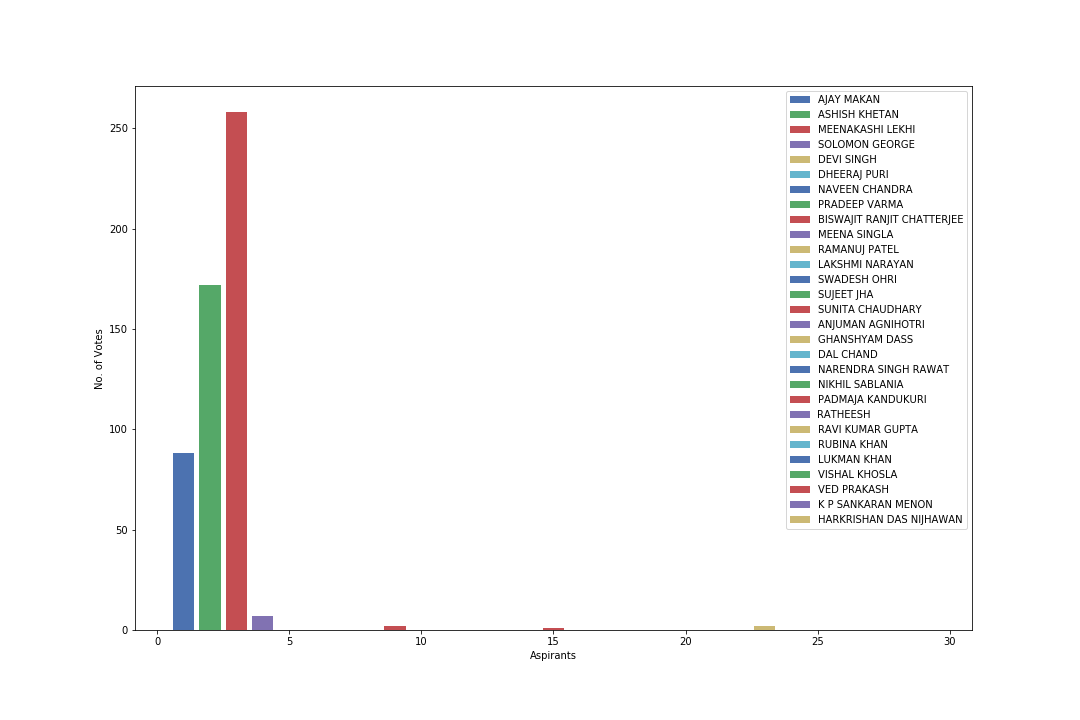 250
200
150
100
50
0
No. of Votes
0 5 10 15 20 25 30
Aspirants
AJAY MAKAN
ASHISH KHETAN
MEENAKASHI LEKHI
SOLOMON GEORGE
DEVI SINGH
DHEERAJ PURI
NAVEEN CHANDRA
PRADEEP VARMA
BISWAJIT RANJIT CHATTERJEE
MEENA SINGLA
RAMANUJ PATEL
LAKSHMI NARAYAN
SWADESH OHRI
SUJEET JHA
SUNITA CHAUDHARY
ANJUMAN AGNIHOTRI
GHANSHYAM DASS
DAL CHAND
NARENDRA SINGH RAWAT
NIKHIL SABLANIA
PADMAJA KANDUKURI
RATHEESH
RAVI KUMAR GUPTA
RUBINA KHAN
LUKMAN KHAN
VISHAL KHOSLA
VED PRAKASH
K P SANKARAN MENON
HARKRISHAN DAS NIJHAWAN